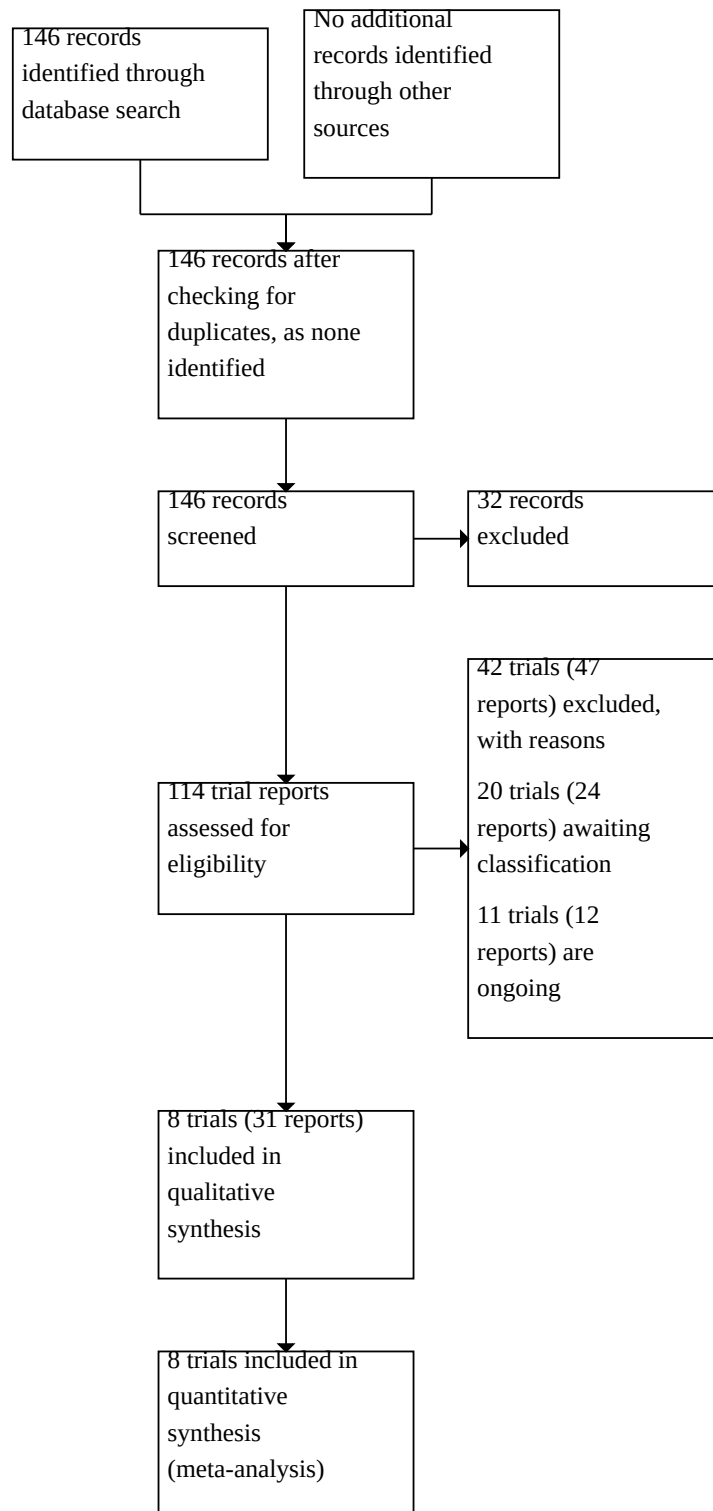 146 records
identified through
database search
No additional
records identified
through other
sources
146 records after
checking for
duplicates, as none
identified
146 records
screened
32 records
excluded
42 trials (47
reports) excluded,
with reasons
20 trials (24
reports) awaiting
classification
11 trials (12
reports) are
ongoing
114 trial reports
assessed for
eligibility
8 trials (31 reports)
included in
qualitative
synthesis
8 trials included in
quantitative
synthesis
(meta-analysis)